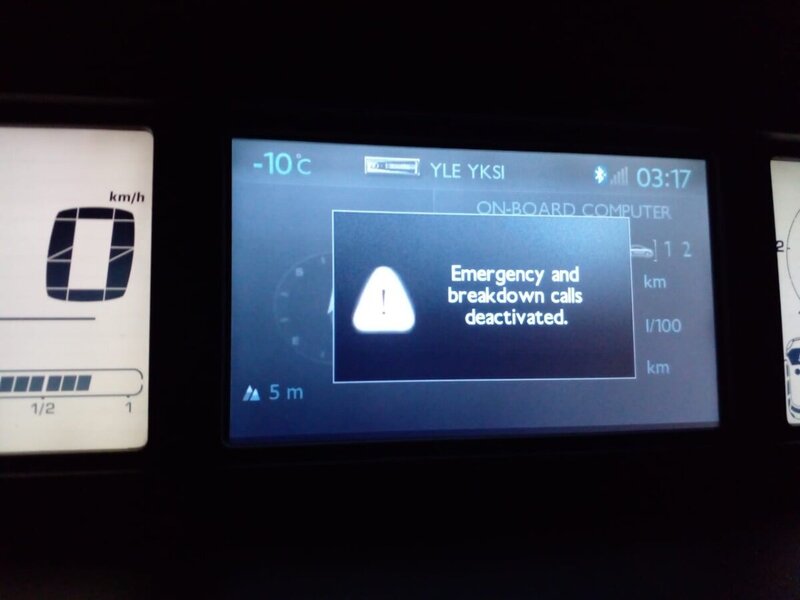 km/h
0
1/2 1
-10°C YLE YKSI 03:17
ON-BOARD COMPUTER
1 2
km
l/100
km
Emergency and
breakdown calls
deactivated.
5 m
2